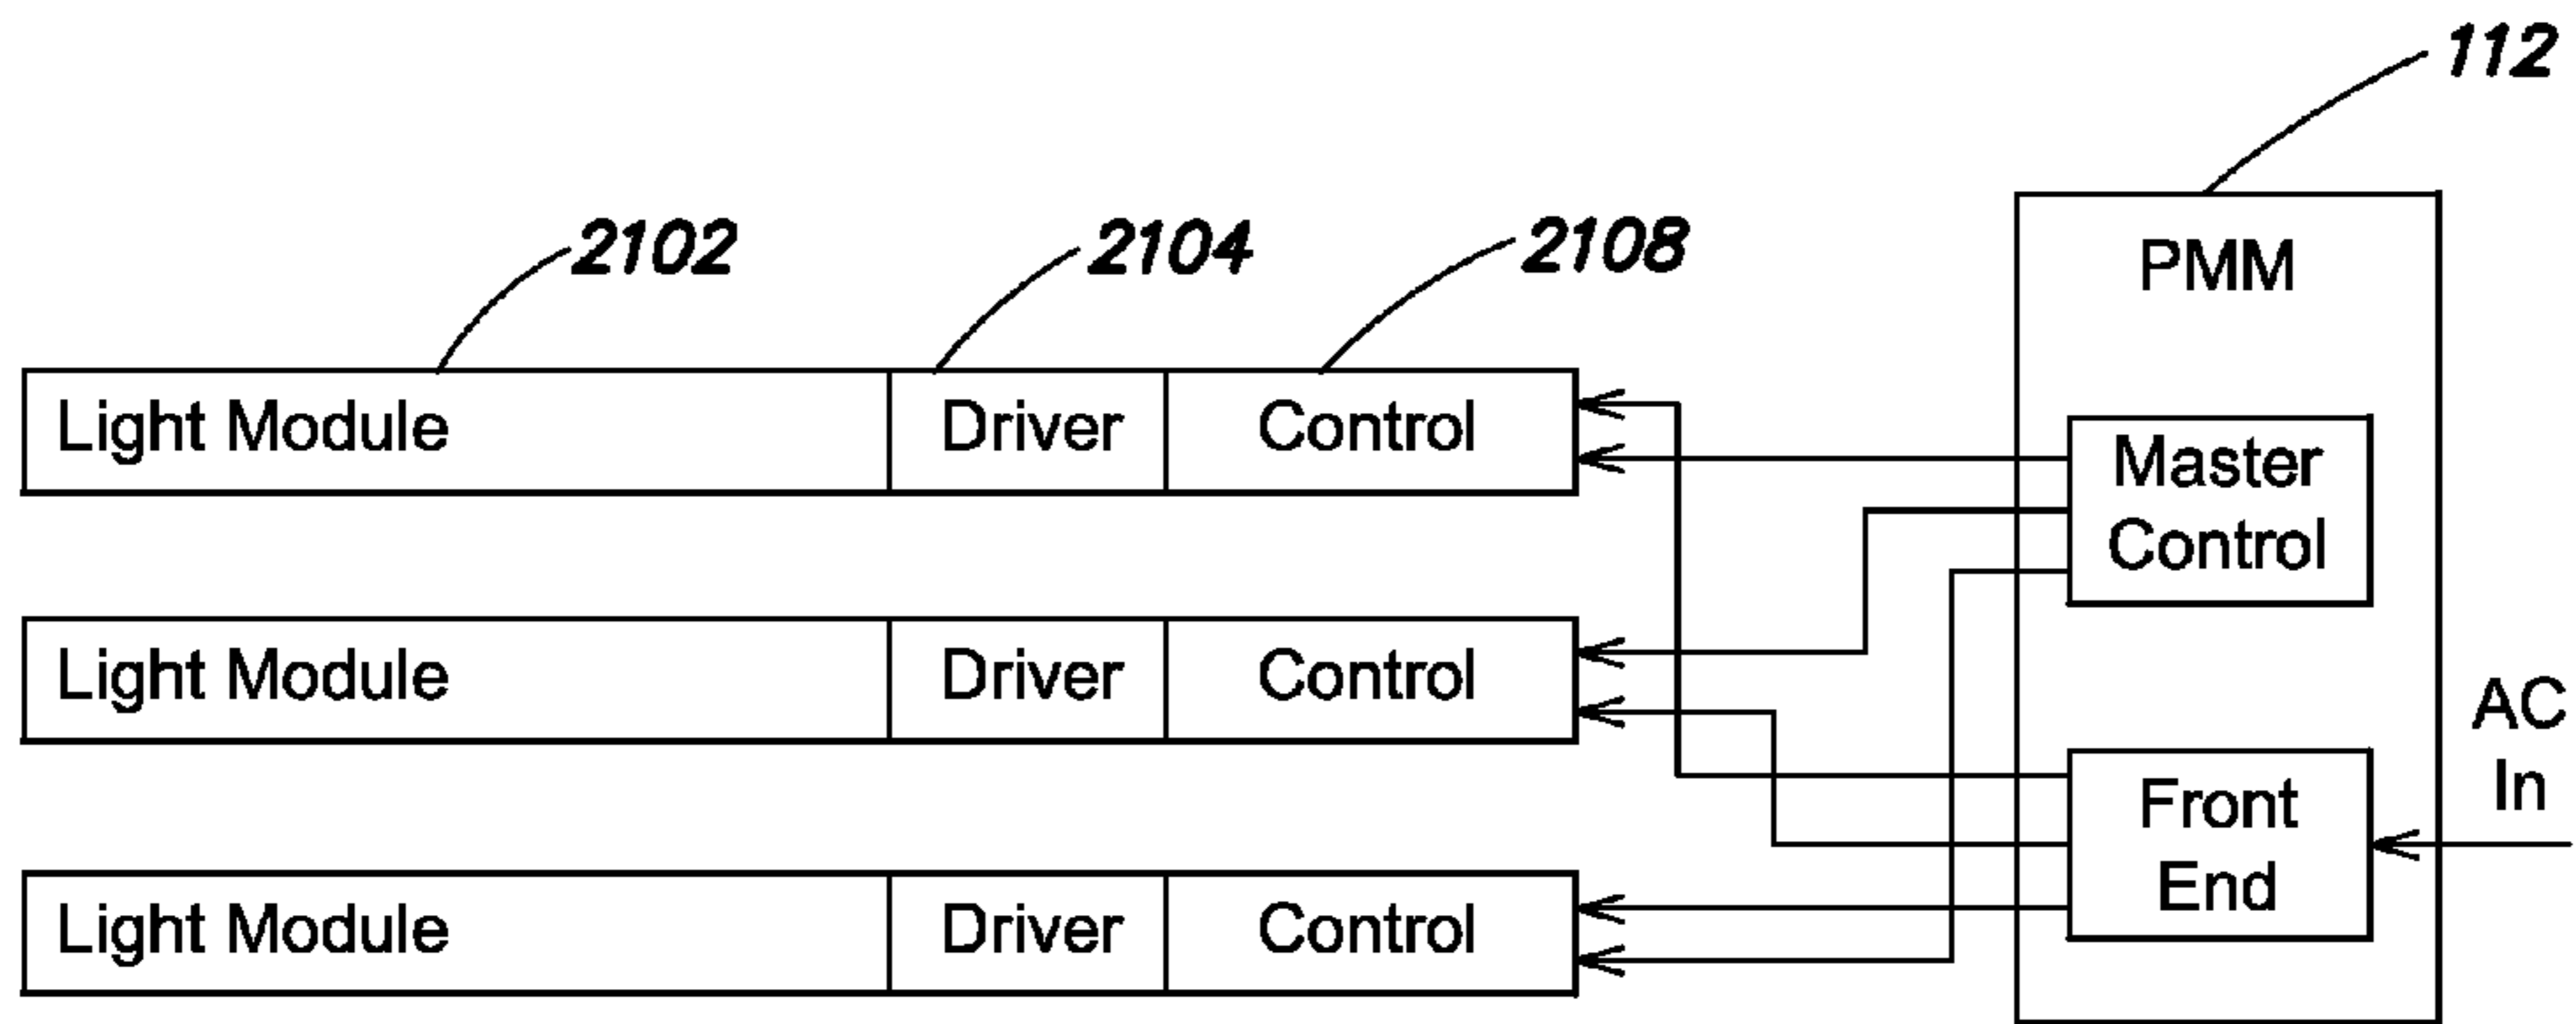 112
2102
2104
2108
PMM
Light Module
Driver
Control
Master
Control
Light Module
Driver
Control
AC
In
Front
End
Light Module
Driver
Control